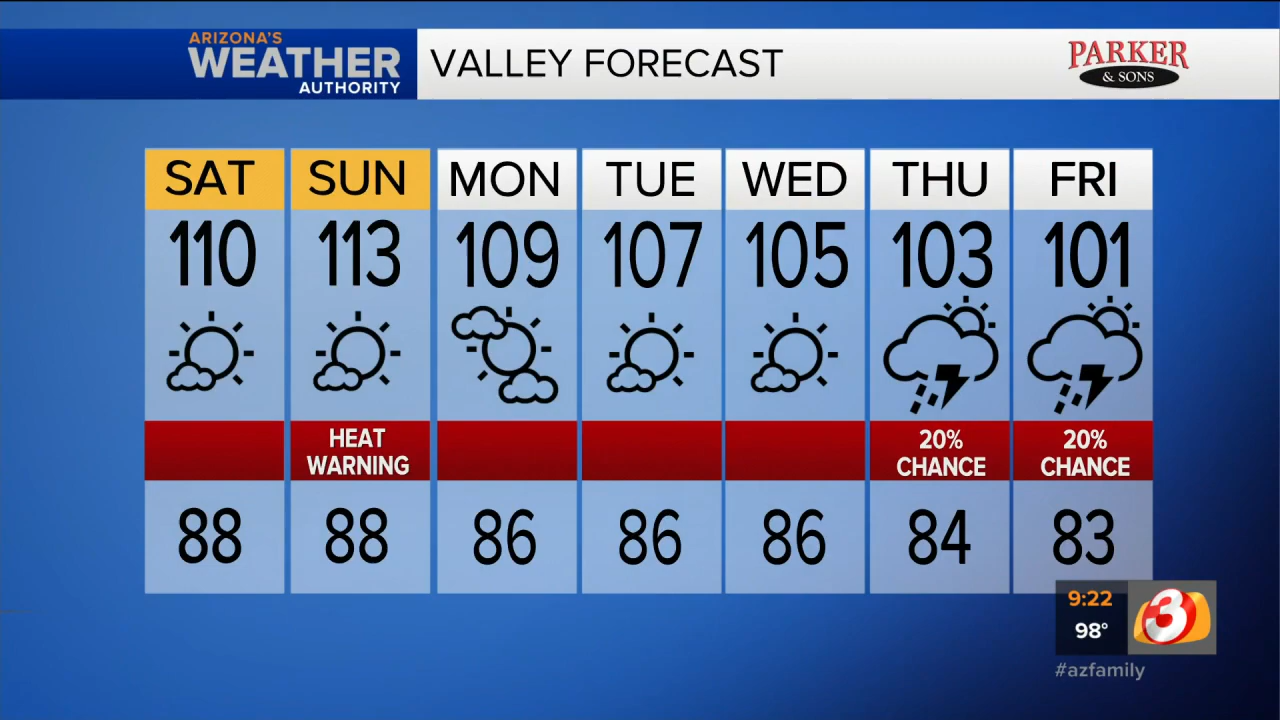 ARIZONA'S
WEATHER
AUTHORITY
VALLEY FORECAST
PARKER
& SONS
SAT SUN MON TUE WED THU FRI
110 113 109 107 105 103 101
HEAT
WARNING
20%
CHANCE
20%
CHANCE
88 88 86 86 86 84 83
9:22
98°
3
#azfamily